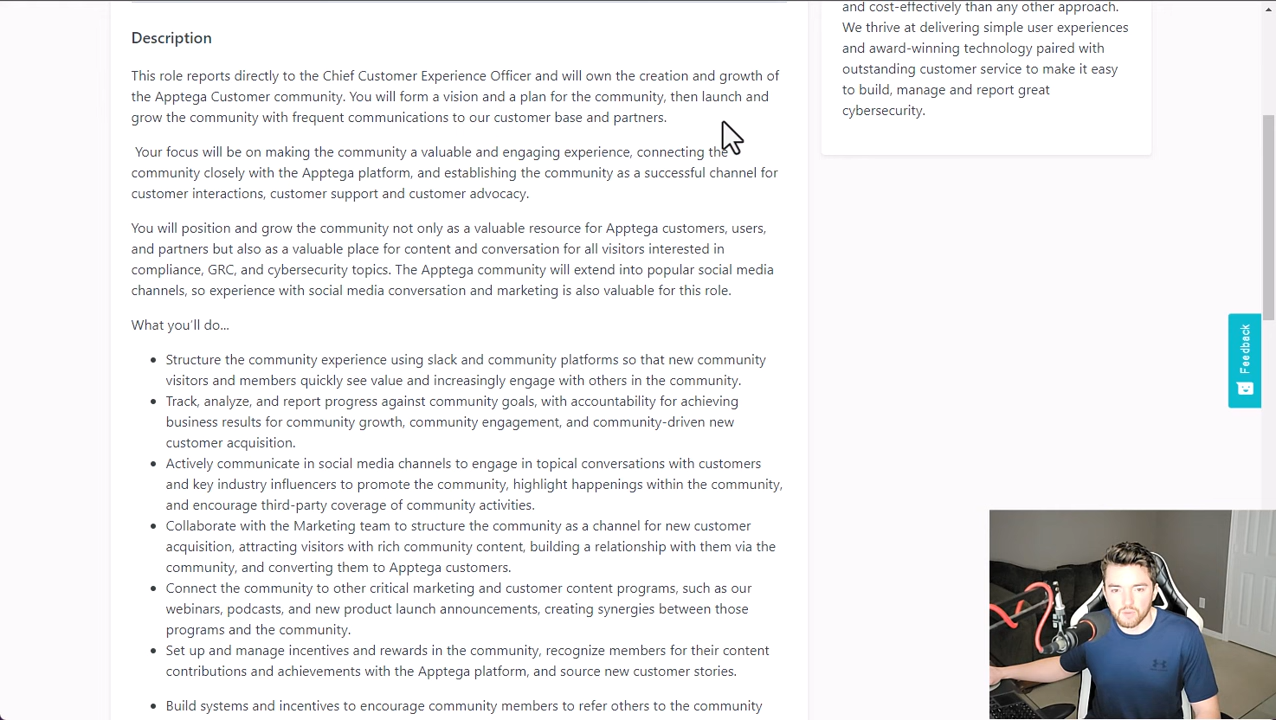 Description
This role reports directly to the Chief Customer Experience Officer and will own the creation and growth of
the Apptega Customer community. You will form a vision and a plan for the community, then launch and
grow the community with frequent communications to our customer base and partners.
Your focus will be on making the community a valuable and engaging experience, connecting the
community closely with the Apptega platform, and establishing the community as a successful channel for
customer interactions, customer support and customer advocacy.
You will position and grow the community not only as a valuable resource for Apptega customers, users,
and partners but also as a valuable place for content and conversation for all visitors interested in
compliance, GRC, and cybersecurity topics. The Apptega community will extend into popular social media
channels, so experience with social media conversation and marketing is also valuable for this role.
What you'll do...
• Structure the community experience using slack and community platforms so that new community
visitors and members quickly see value and increasingly engage with others in the community.
• Track, analyze, and report progress against community goals, with accountability for achieving
business results for community growth, community engagement, and community-driven new
customer acquisition.
• Actively communicate in social media channels to engage in topical conversations with customers
and key industry influencers to promote the community, highlight happenings within the community,
and encourage third-party coverage of community activities.
• Collaborate with the Marketing team to structure the community as a channel for new customer
acquisition, attracting visitors with rich community content, building a relationship with them via the
community, and converting them to Apptega customers.
• Connect the community to other critical marketing and customer content programs, such as our
webinars, podcasts, and new product launch announcements, creating synergies between those
programs and the community.
• Set up and manage incentives and rewards in the community, recognize members for their content
contributions and achievements with the Apptega platform, and source new customer stories.
• Build systems and incentives to encourage community members to refer others to the community
and cost-effectively than any other approach.
We thrive at delivering simple user experiences
and award-winning technology paired with
outstanding customer service to make it easy
to build, manage and report great
cybersecurity.
Feedback